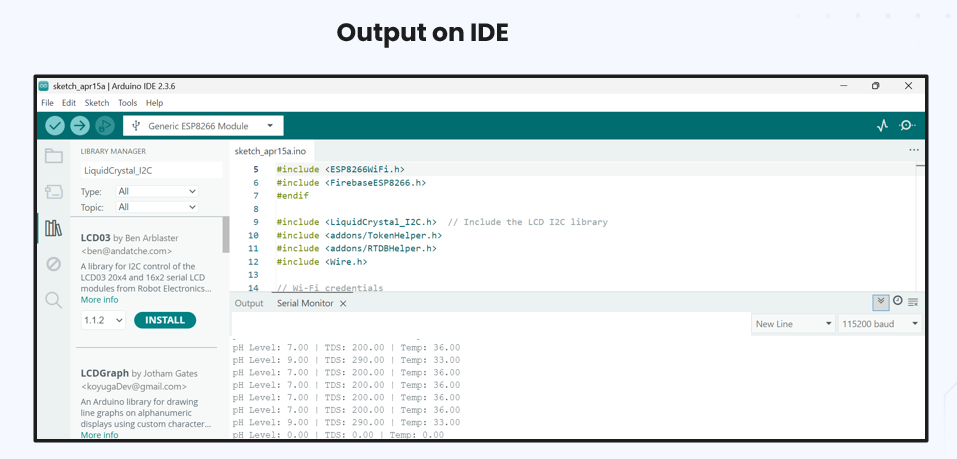 Output on IDE
sketch_apr15a | Arduino IDE 2.3.6
File Edit Sketch Tools Help
Generic ESP8266 Module
LIBRARY MANAGER
LiquidCrystal_I2C
Type: All
Topic: All
LCD03 by Ben Arblaster
<ben@andatche.com>
A library for I2C control of the
LCD03 20x4 and 16x2 serial LCD
modules from Robot Electronics...
More info
1.1.2 INSTALL
LCDGraph by Jotham Gates
<koyugaDev@gmail.com>
An Arduino library for drawing
line graphs on alphanumeric
displays using custom character...
More info
sketch_apr15a.ino
5 #include <ESP8266WiFi.h>
6 #include <FirebaseESP8266.h>
7 #endif
8
9 #include <LiquidCrystal_I2C.h> // Include the LCD I2C library
10 #include <addons/TokenHelper.h>
11 #include <addons/RTDBHelper.h>
12 #include <Wire.h>
13
14 // Wi-Fi credentials
Output Serial Monitor
New Line 115200 baud
pH Level: 7.00 | TDS: 200.00 | Temp: 36.00
pH Level: 9.00 | TDS: 290.00 | Temp: 33.00
pH Level: 7.00 | TDS: 200.00 | Temp: 36.00
pH Level: 7.00 | TDS: 200.00 | Temp: 36.00
pH Level: 7.00 | TDS: 200.00 | Temp: 36.00
pH Level: 7.00 | TDS: 200.00 | Temp: 36.00
pH Level: 9.00 | TDS: 290.00 | Temp: 33.00
pH Level: 0.00 | TDS: 0.00 | Temp: 0.00